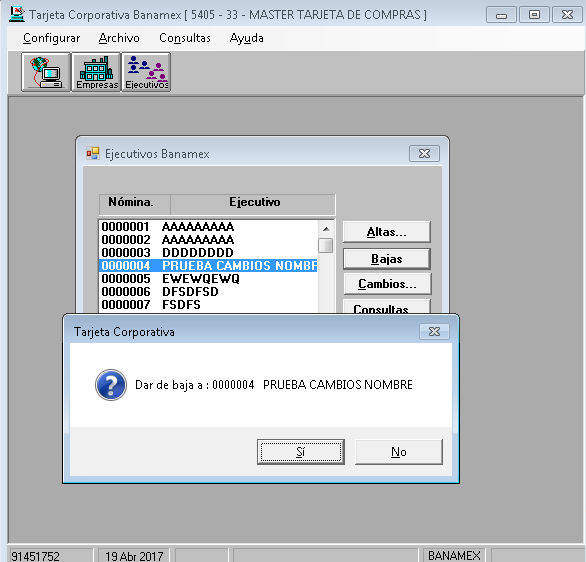 Tarjeta Corporativa Banamex [ 5405 - 33 - MASTER TARJETA DE COMPRAS ]
Configurar Archivo Consultas Ayuda
Empresas Ejecutivos
Ejecutivos Banamex
Nómina. Ejecutivo
0000001 AAAAAAAAA
0000002 AAAAAAAAA
0000003 DDDDDDDD
0000004 PRUEBA CAMBIOS NOMBR
0000005 EWEWQEWQ
0000006 DFSDFSD
0000007 FSDFS
Altas...
Bajas
Cambios...
Consultas...
Tarjeta Corporativa
Dar de baja a : 0000004 PRUEBA CAMBIOS NOMBRE
Sí No
91451752 19 Abr 2017 BANAMEX